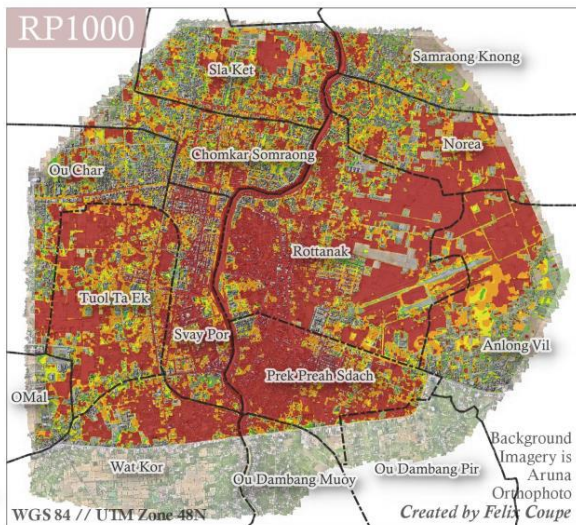 RP1000
Samraong Knong
Sla Ket
Norea
Chomkar Somraong
Ou Char
Rottanak
Tuol Ta Ek
Svay Por
Anlong Vil
Prek Preah Sdach
OMal
Background
Imagery is
Aruna
Orthophoto
Wat Kor
Ou Dambang Pir
Ou Dambang Muoy
WGS 84 // UTM Zone 48N
Created by Felix Coupe